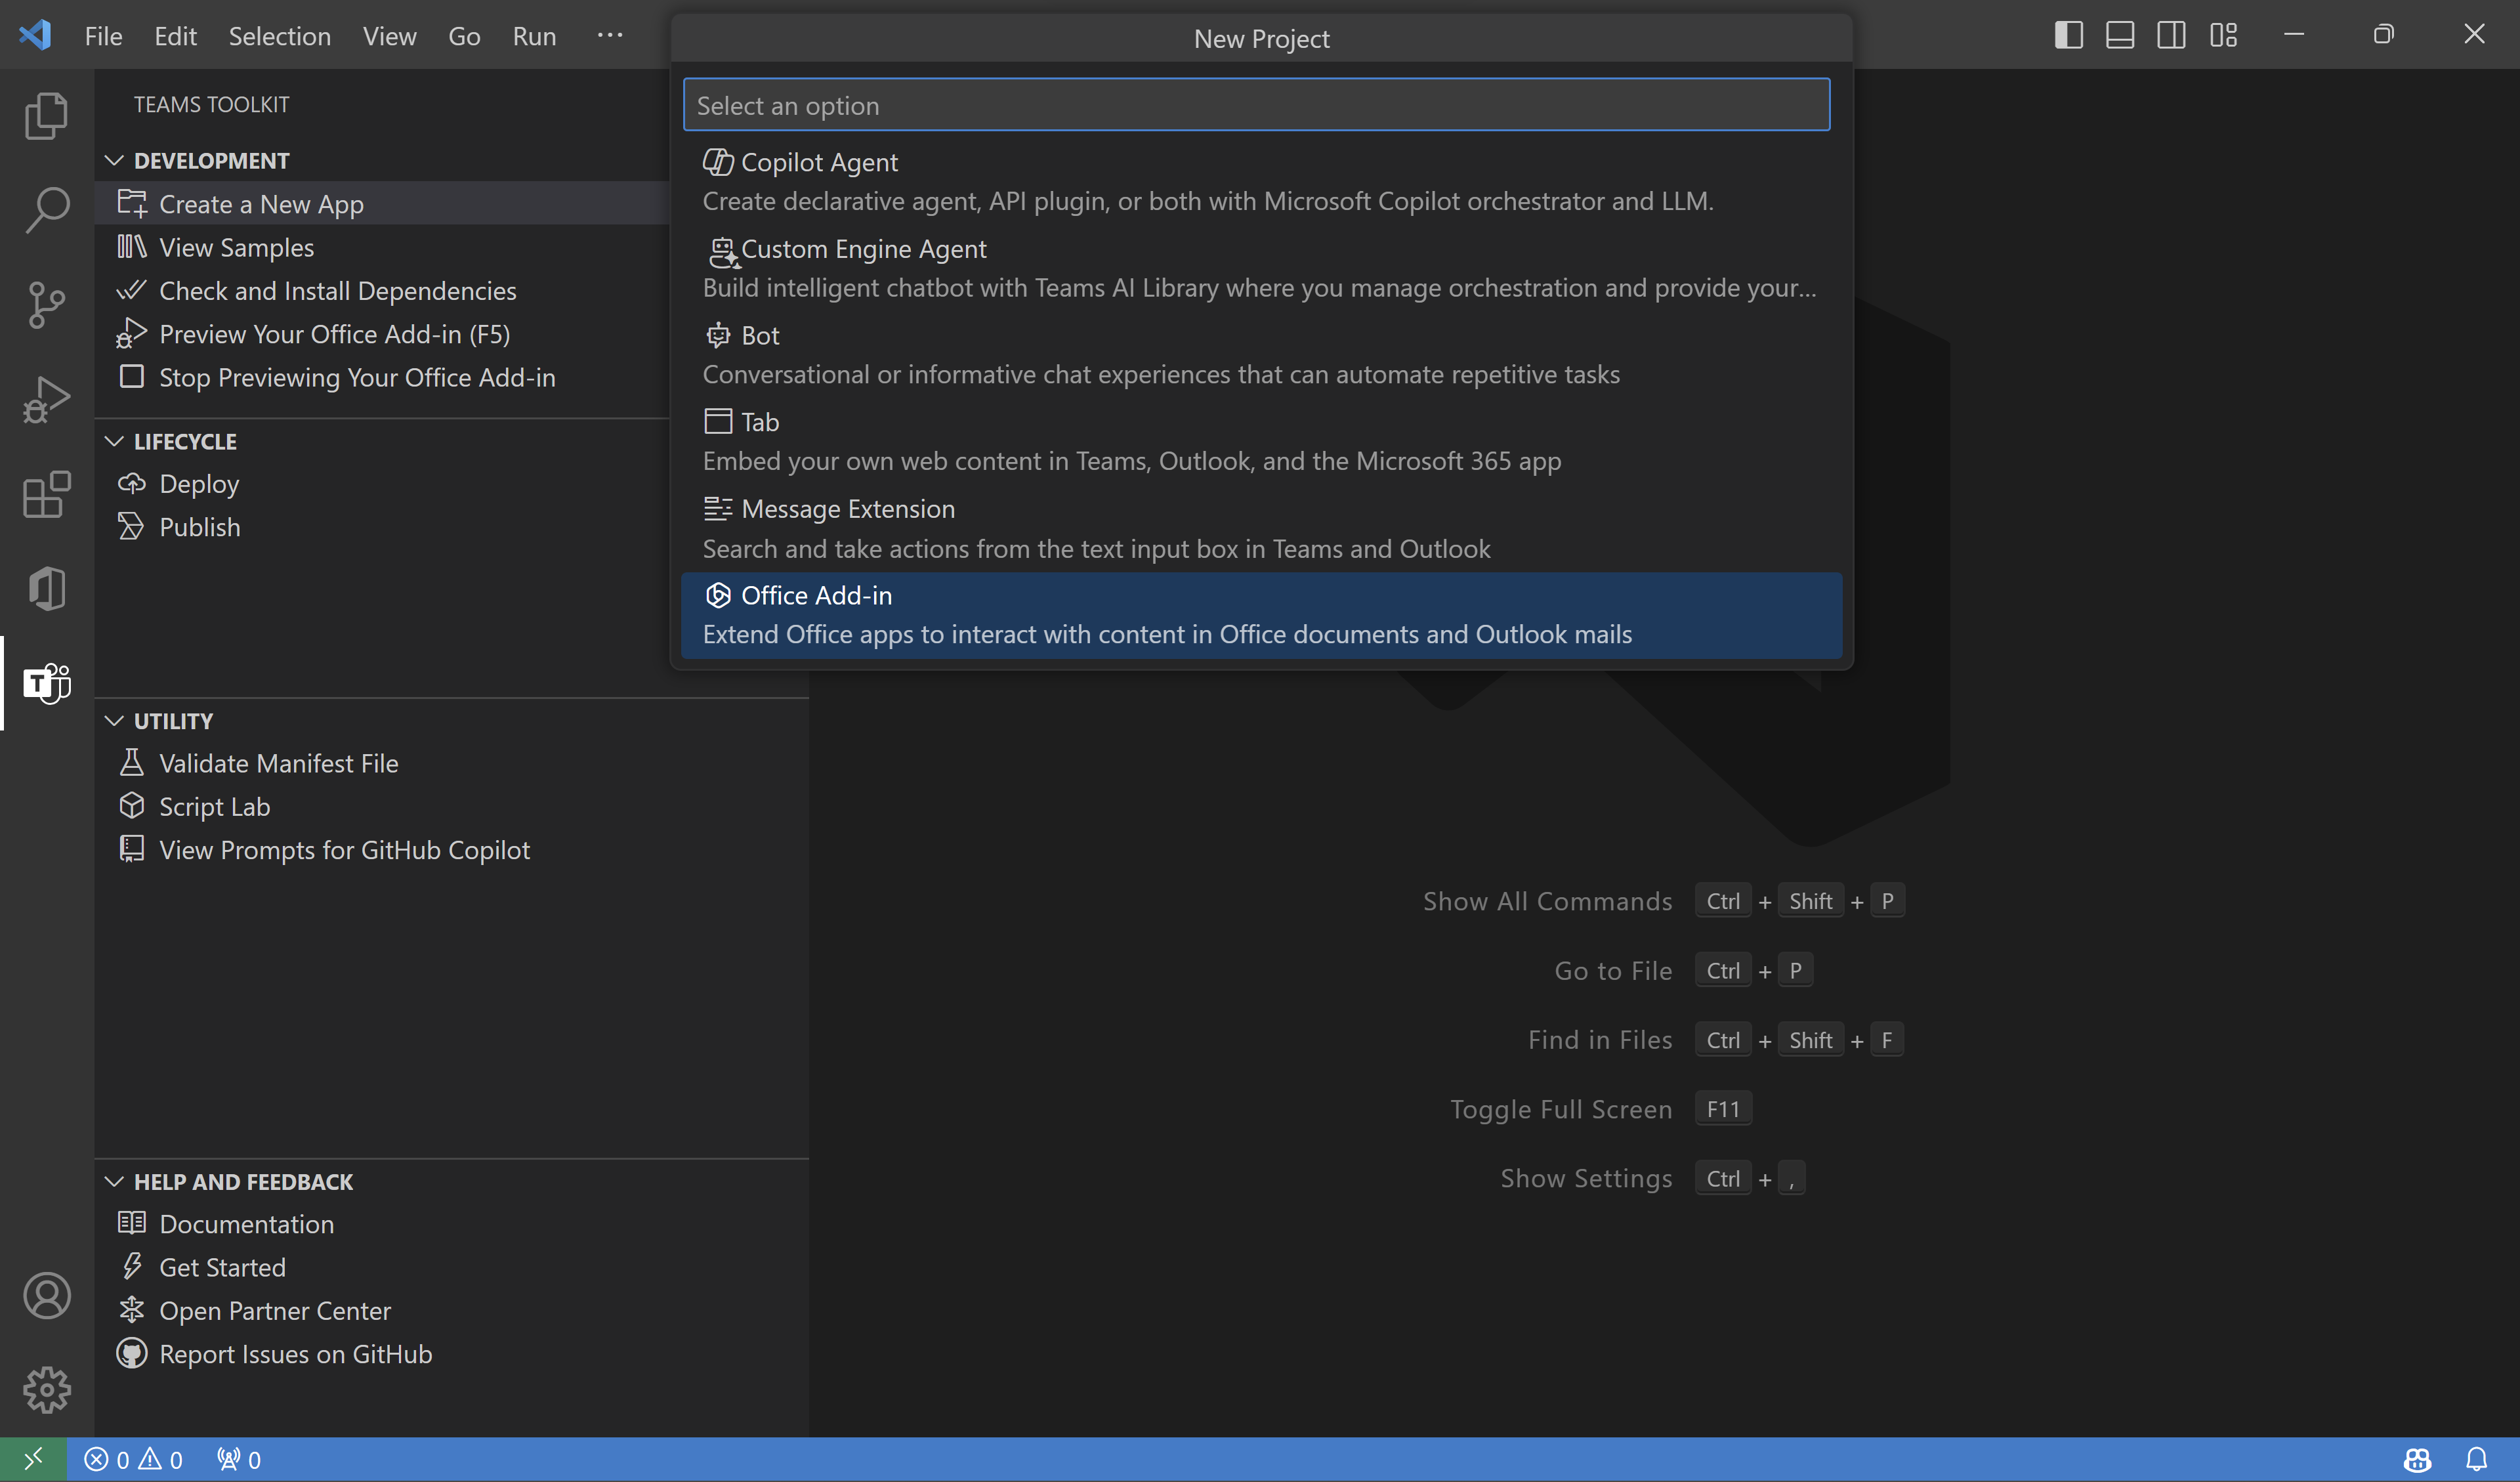 File Edit Selection View Go Run ···
New Project
Select an option
Copilot Agent
Create declarative agent, API plugin, or both with Microsoft Copilot orchestrator and LLM.
Custom Engine Agent
Build intelligent chatbot with Teams AI Library where you manage orchestration and provide your...
Bot
Conversational or informative chat experiences that can automate repetitive tasks
Tab
Embed your own web content in Teams, Outlook, and the Microsoft 365 app
Message Extension
Search and take actions from the text input box in Teams and Outlook
Office Add-in
Extend Office apps to interact with content in Office documents and Outlook mails
TEAMS TOOLKIT
DEVELOPMENT
Create a New App
View Samples
Check and Install Dependencies
Preview Your Office Add-in (F5)
Stop Previewing Your Office Add-in
LIFECYCLE
Deploy
Publish
T
UTILITY
Validate Manifest File
Script Lab
View Prompts for GitHub Copilot
HELP AND FEEDBACK
Documentation
Get Started
Open Partner Center
Report Issues on GitHub
Show All Commands Ctrl + Shift + P
Go to File Ctrl + P
Find in Files Ctrl + Shift + F
Toggle Full Screen F11
Show Settings Ctrl + ,
0 0 0